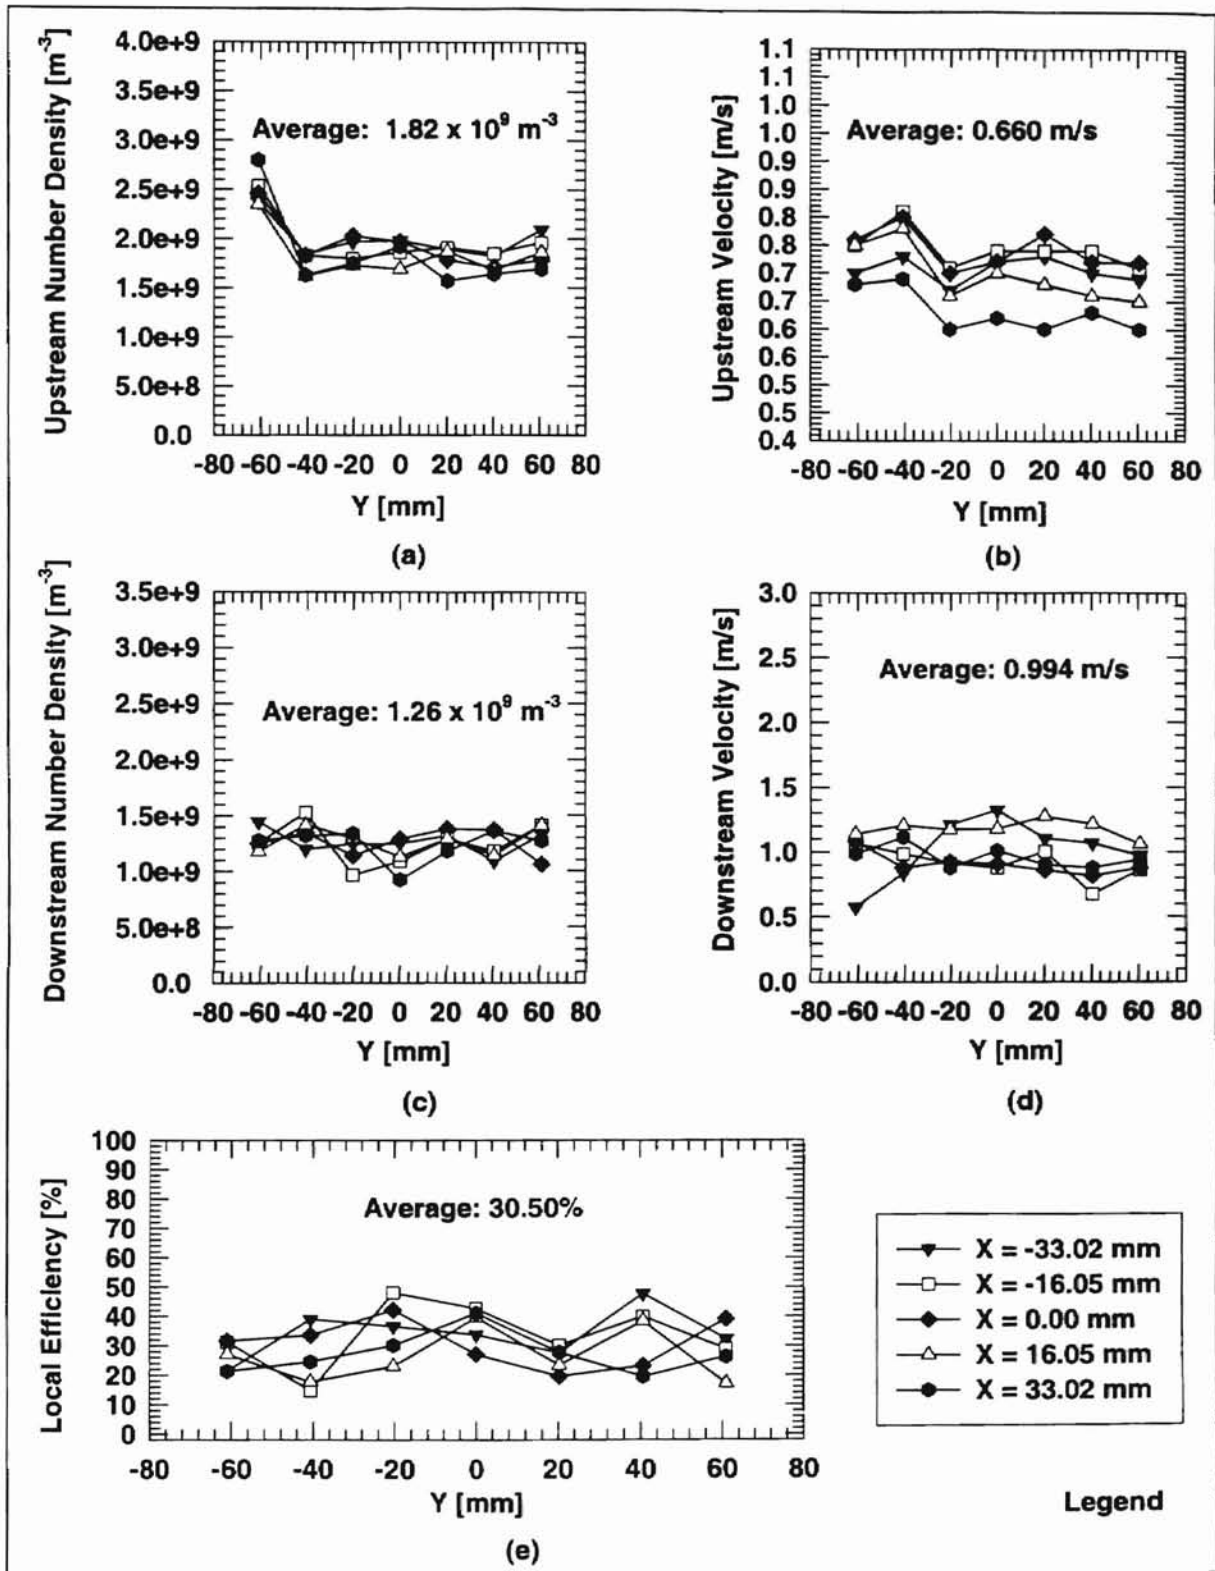 Upstream Number Density [m⁻³]
4.0e+9
3.5e+9
3.0e+9
2.5e+9
2.0e+9
1.5e+9
1.0e+9
5.0e+8
0.0
Average: 1.82 x 10⁹ m⁻³
-80 -60 -40 -20 0 20 40 60 80
Y [mm]
(a)
Upstream Velocity [m/s]
1.1
1.1
1.0
1.0
0.9
0.9
0.8
0.8
0.7
0.7
0.6
0.6
0.5
0.5
0.4
Average: 0.660 m/s
-80 -60 -40 -20 0 20 40 60 80
Y [mm]
(b)
Downstream Number Density [m⁻³]
3.5e+9
3.0e+9
2.5e+9
2.0e+9
1.5e+9
1.0e+9
5.0e+8
0.0
Average: 1.26 x 10⁹ m⁻³
-80 -60 -40 -20 0 20 40 60 80
Y [mm]
(c)
Downstream Velocity [m/s]
3.0
2.5
2.0
1.5
1.0
0.5
0.0
Average: 0.994 m/s
-80 -60 -40 -20 0 20 40 60 80
Y [mm]
(d)
Local Efficiency [%]
100
90
80
70
60
50
40
30
20
10
0
Average: 30.50%
-80 -60 -40 -20 0 20 40 60 80
Y [mm]
(e)
X = -33.02 mm
X = -16.05 mm
X = 0.00 mm
X = 16.05 mm
X = 33.02 mm
Legend